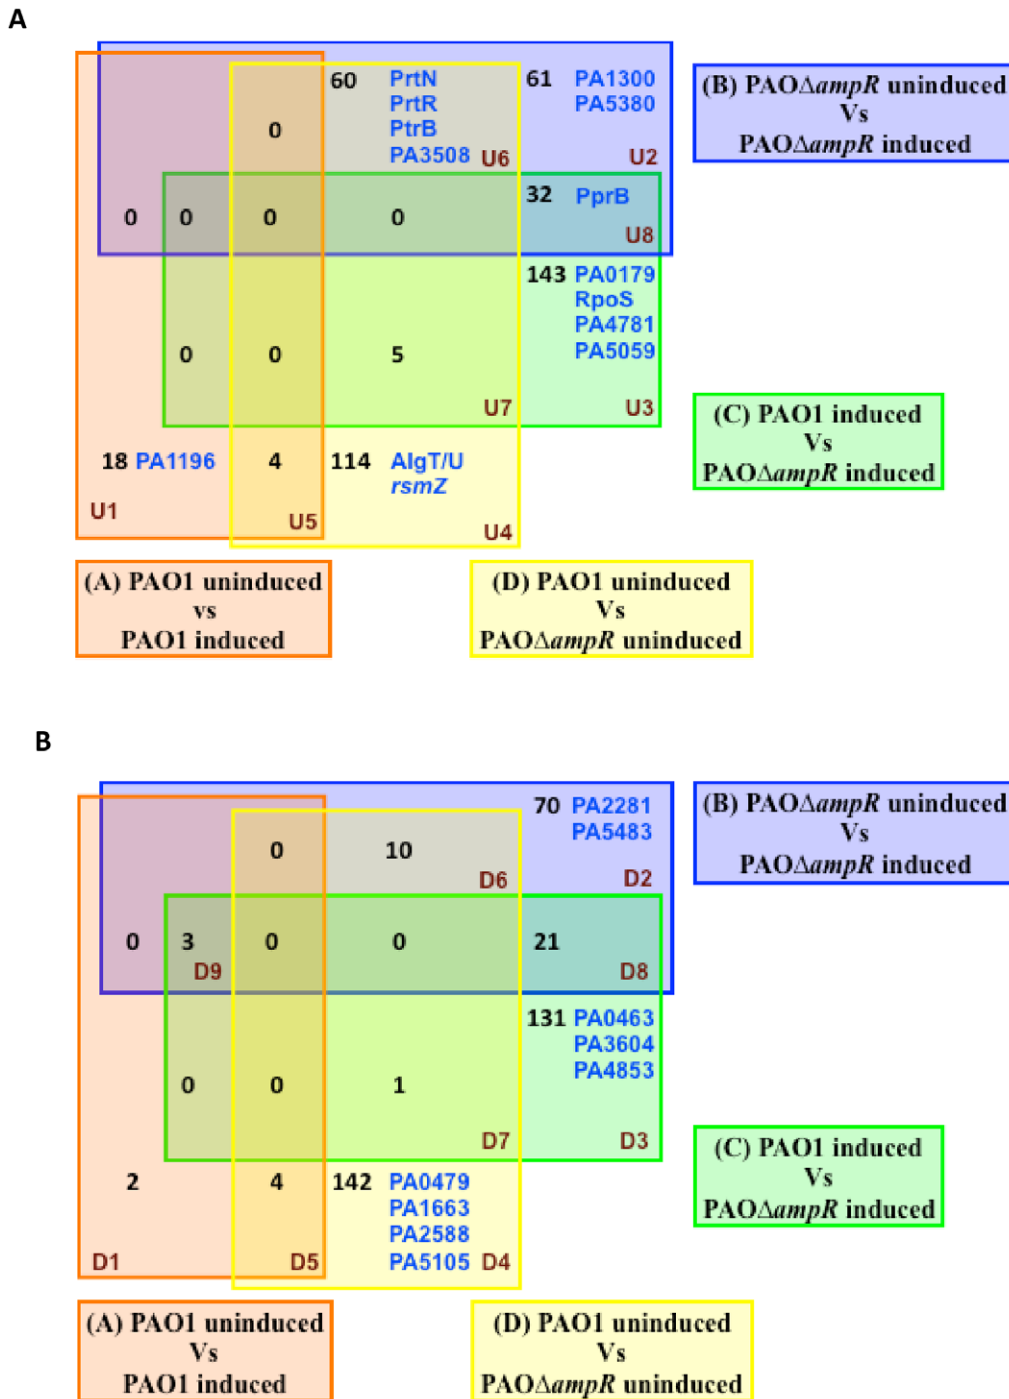 A
60 PrtN
PrtR
PtrB
PA3508 U6
0
61 PA1300
PA5380
U2
(B) PAOΔampR uninduced
Vs
PAOΔampR induced
0 0 0 0
32 PprB
U8
143 PA0179
RpoS
PA4781
PA5059
0 0 5
U7 U3
(C) PAO1 induced
Vs
PAOΔampR induced
18 PA1196 4 114 AlgT/U
rsmZ
U1 U5 U4
(A) PAO1 uninduced
vs
PAO1 induced
(D) PAO1 uninduced
Vs
PAOΔampR uninduced
B
70 PA2281
PA5483
0 10
D6 D2
(B) PAOΔampR uninduced
Vs
PAOΔampR induced
0 3 0 0 21
D9 D8
131 PA0463
PA3604
PA4853
0 0 1
D7 D3
(C) PAO1 induced
Vs
PAOΔampR induced
2 4 142 PA0479
PA1663
PA2588
PA5105
D1 D5 D4
(A) PAO1 uninduced
Vs
PAO1 induced
(D) PAO1 uninduced
Vs
PAOΔampR uninduced